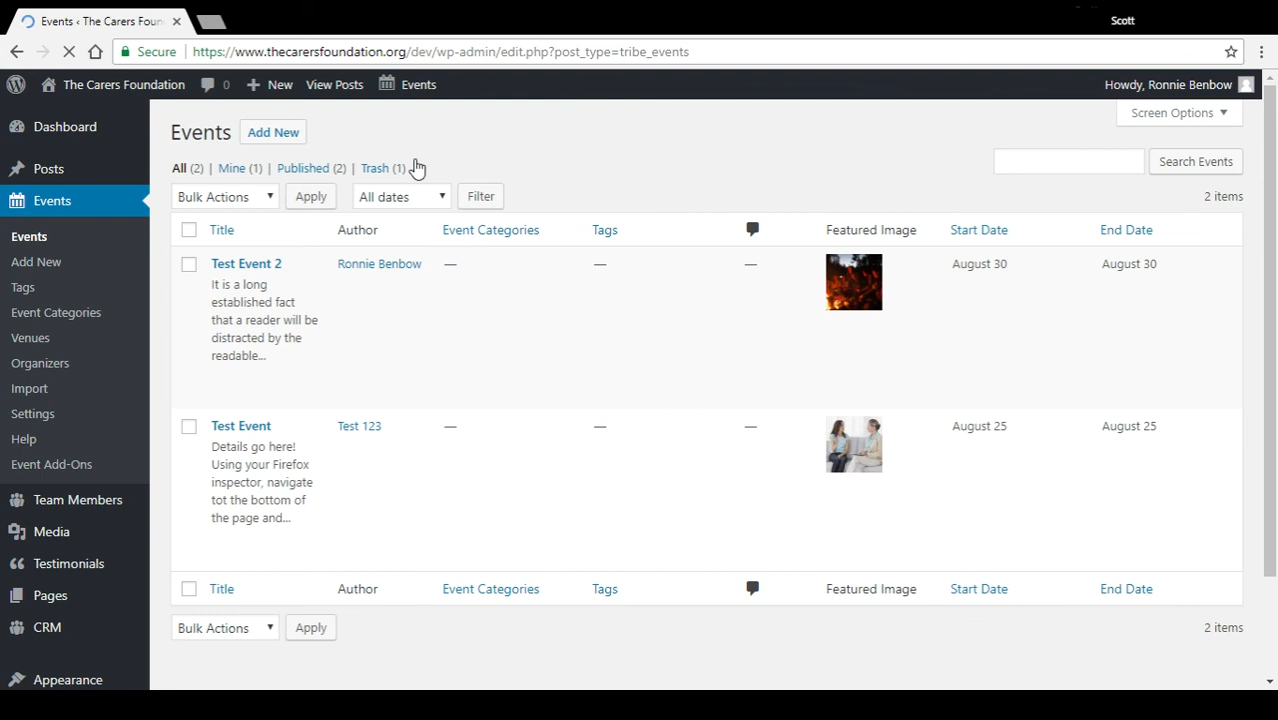 Events ‹ The Carers Foun
Scott
Secure https://www.thecarersfoundation.org/dev/wp-admin/edit.php?post_type=tribe_events
The Carers Foundation 0 New View Posts Events Howdy, Ronnie Benbow
Dashboard
Posts
Events
Events
Add New
Tags
Event Categories
Venues
Organizers
Import
Settings
Help
Event Add-Ons
Team Members
Media
Testimonials
Pages
CRM
Appearance
Screen Options
Events Add New
All (2) | Mine (1) | Published (2) | Trash (1)
Search Events
Bulk Actions Apply All dates Filter 2 items
Title Author Event Categories Tags Featured Image Start Date End Date
Test Event 2 Ronnie Benbow — — — August 30 August 30
It is a long
established fact
that a reader will be
distracted by the
readable...
Test Event Test 123 — — — August 25 August 25
Details go here!
Using your Firefox
inspector, navigate
tot the bottom of
the page and...
Title Author Event Categories Tags Featured Image Start Date End Date
Bulk Actions Apply 2 items